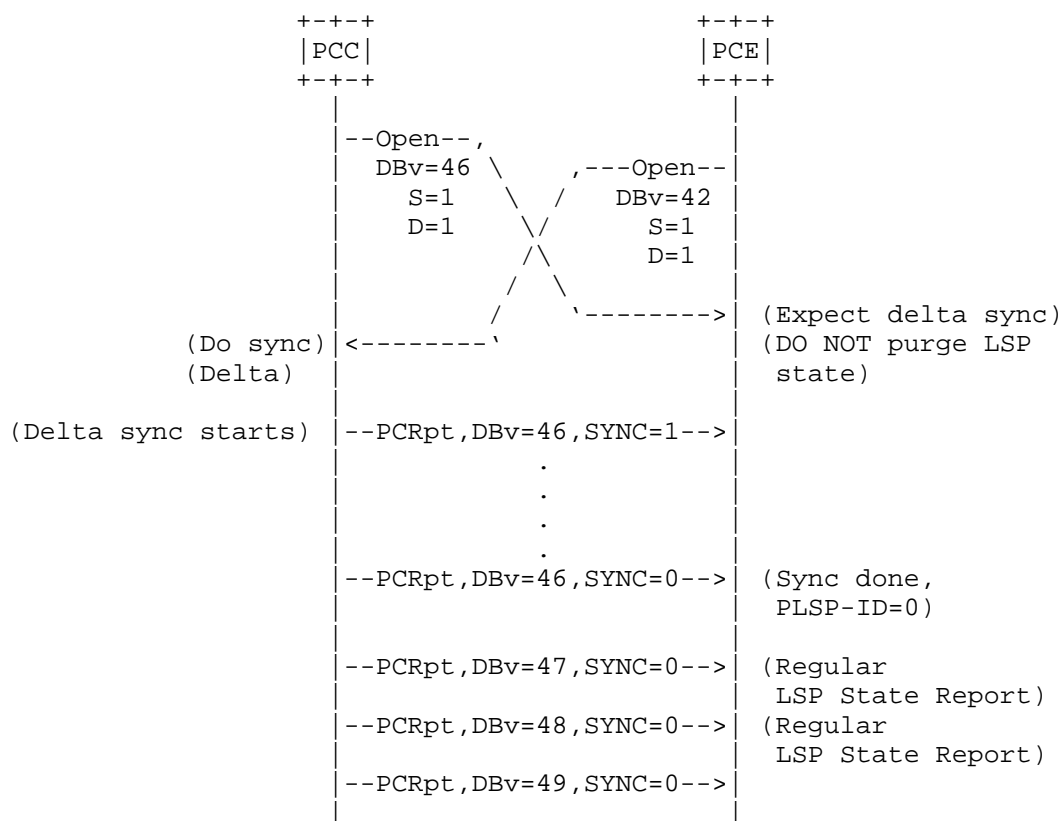 +-+-+                    +-+-+
|PCC|                    |PCE|
+-+-+                    +-+-+
  |                        |
  |--Open--,               |
  | DBv=46  \    ,---Open--|
  |   S=1    \  /   DBv=42 |
  |   D=1     \/      S=1  |
  |           /\      D=1  |
  |          /  \          |
  |         /    `-------->| (Expect delta sync)
(Do sync)|<--------`       | (DO NOT purge LSP
(Delta)  |                 |  state)
(Delta sync starts) |--PCRpt,DBv=46,SYNC=1-->|
  |           .            |
  |           .            |
  |           .            |
  |           .            |
  |--PCRpt,DBv=46,SYNC=0-->| (Sync done,
  |                        |  PLSP-ID=0)
  |--PCRpt,DBv=47,SYNC=0-->| (Regular
  |                        |  LSP State Report)
  |--PCRpt,DBv=48,SYNC=0-->| (Regular
  |                        |  LSP State Report)
  |--PCRpt,DBv=49,SYNC=0-->|
  |                        |